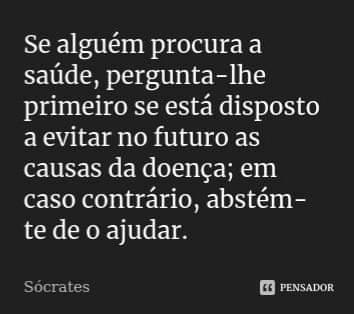 Se alguém procura a
saúde, pergunta-lhe
primeiro se está disposto
a evitar no futuro as
causas da doença; em
caso contrário, abstém-
te de o ajudar.
Sócrates
PENSADOR